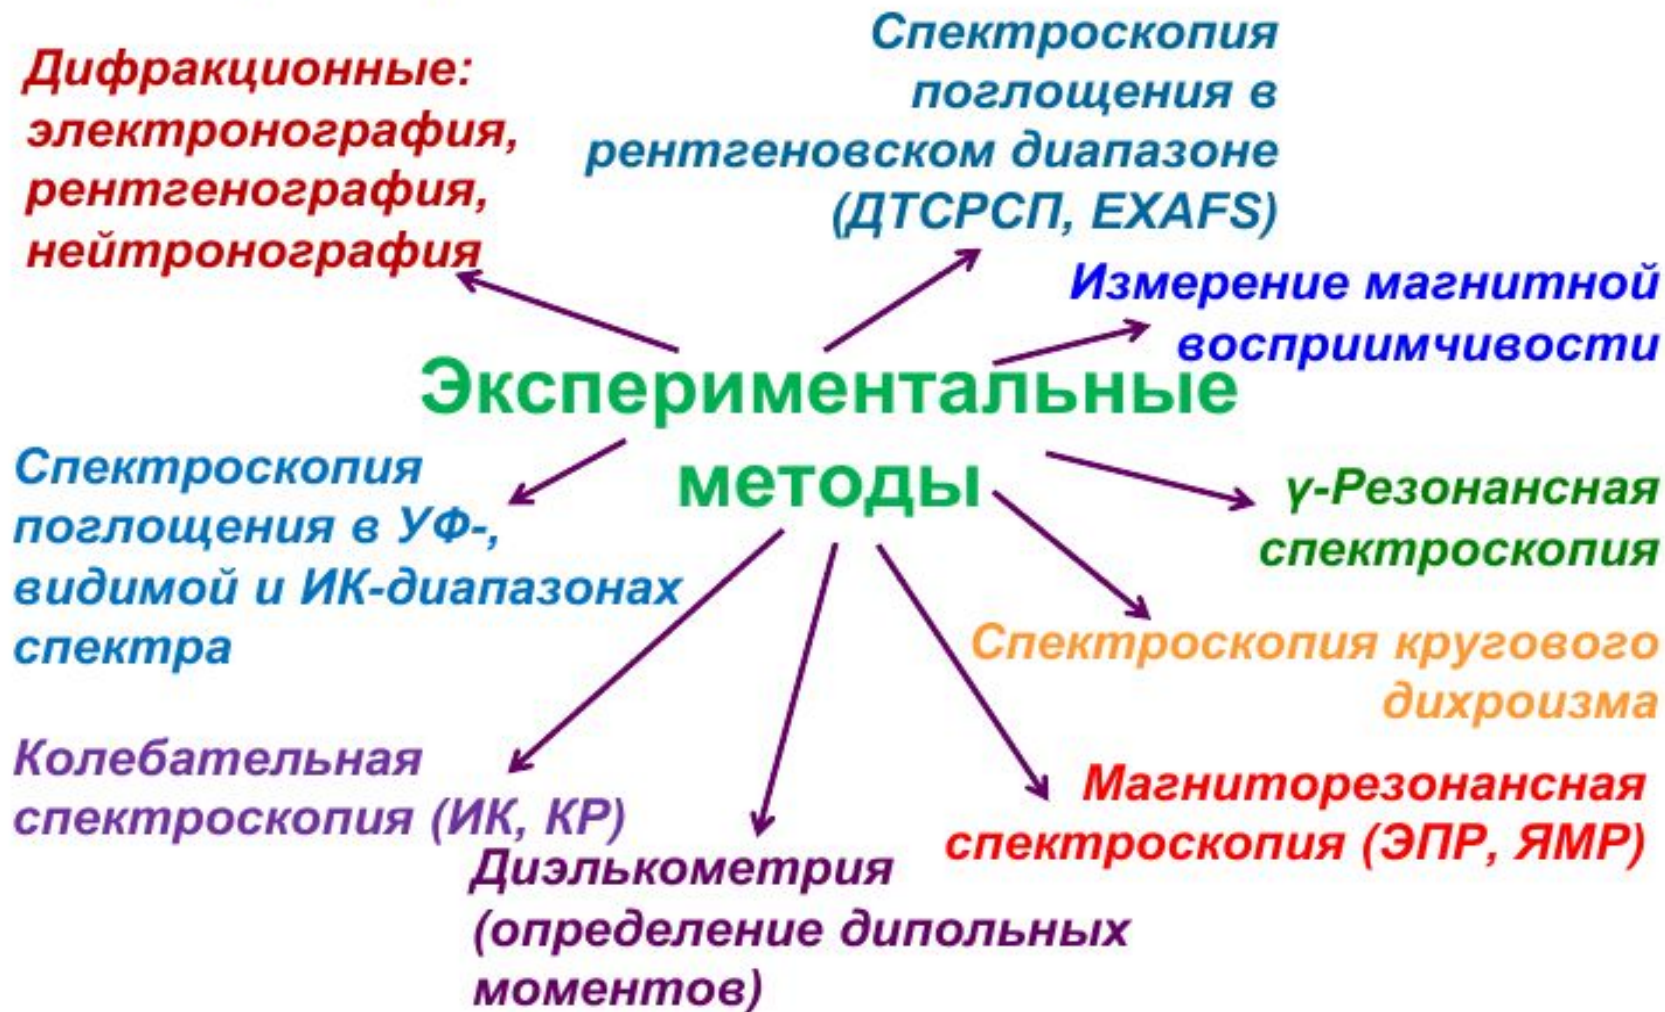 Дифракционные:
электронография,
рентгенография,
нейтронография
Спектроскопия
поглощения в
рентгеновском диапазоне
(ДТСРСП, EXAFS)
Измерение магнитной
восприимчивости
Экспериментальные
методы
Спектроскопия
поглощения в УФ-,
видимой и ИК-диапазонах
спектра
γ-Резонансная
спектроскопия
Спектроскопия кругового
дихроизма
Колебательная
спектроскопия (ИК, КР)
Магниторезонансная
спектроскопия (ЭПР, ЯМР)
Диэлькометрия
(определение дипольных
моментов)